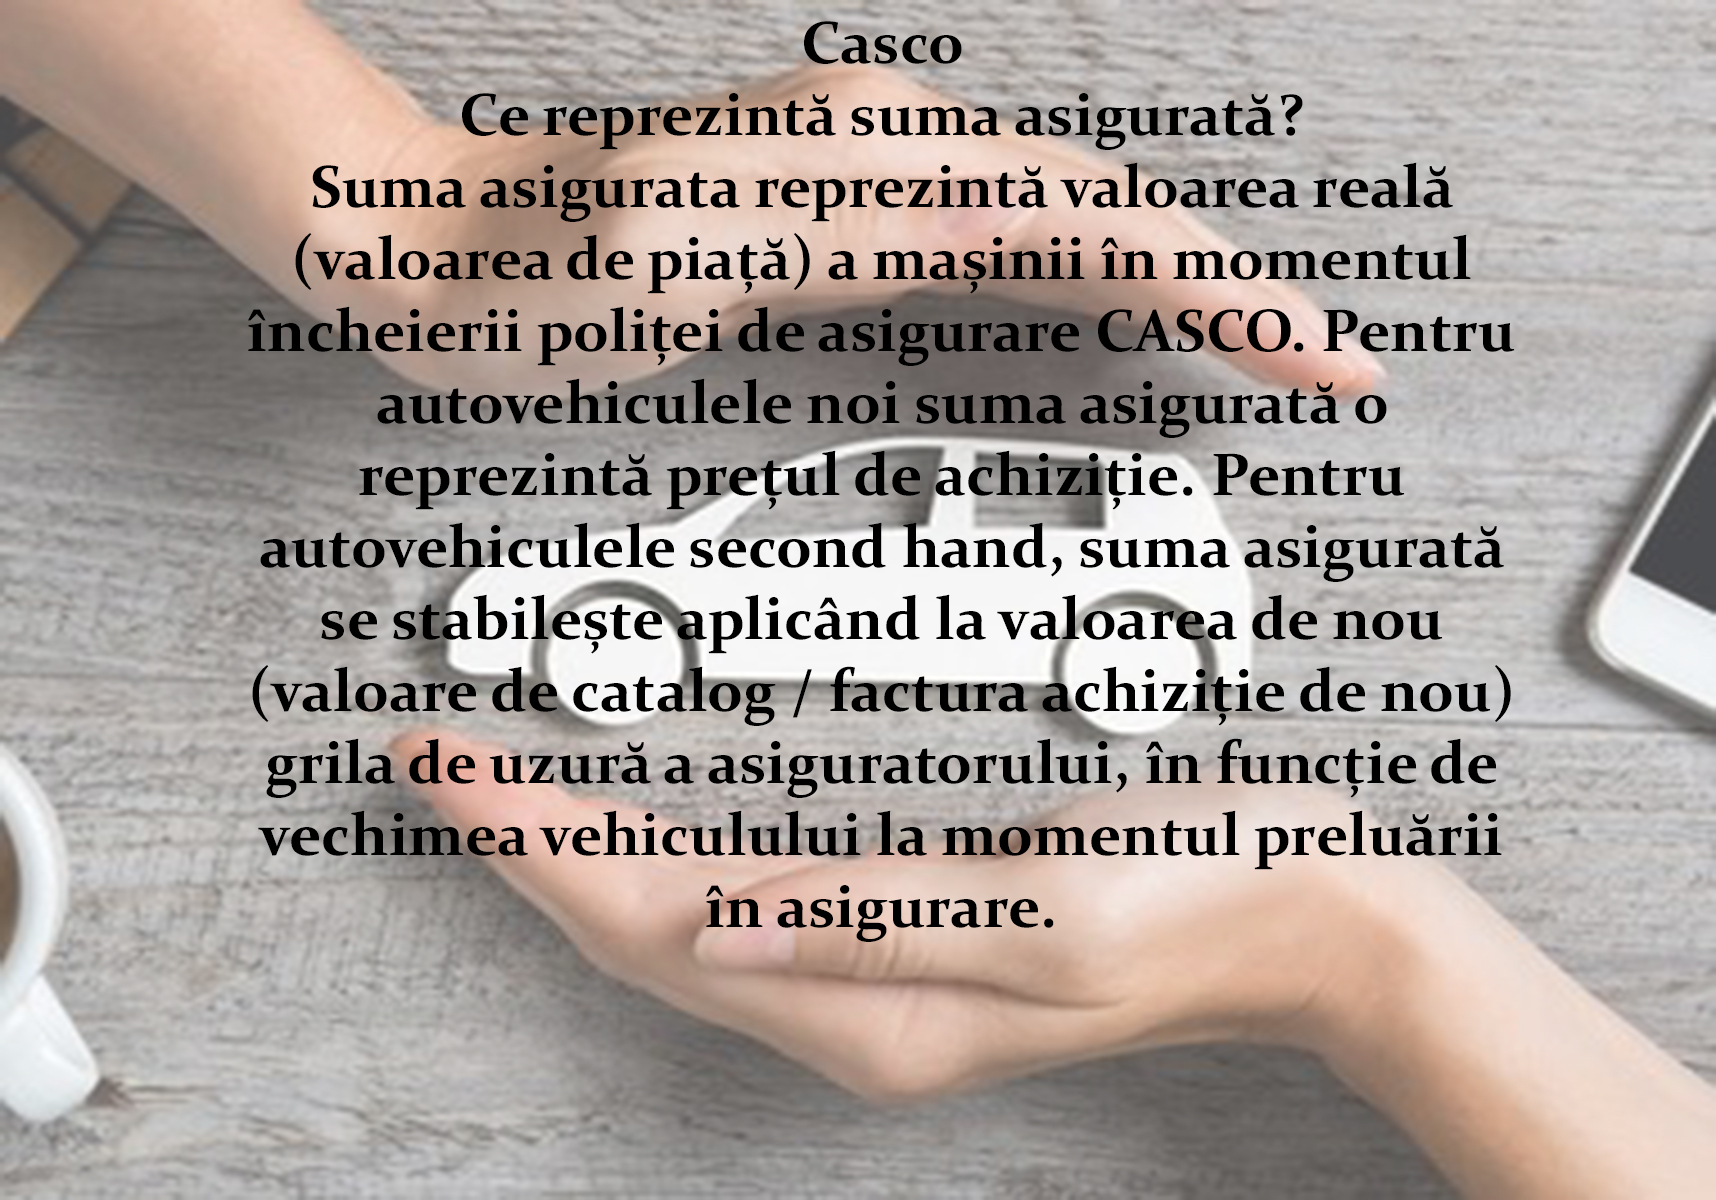 Casco
Ce reprezintă suma asigurată?
Suma asigurata reprezintă valoarea reală
(valoarea de piață) a mașinii în momentul
încheierii poliței de asigurare CASCO. Pentru
autovehiculele noi suma asigurată o
reprezintă prețul de achiziție. Pentru
autovehiculele second hand, suma asigurată
se stabilește aplicând la valoarea de nou
(valoare de catalog / factura achiziție de nou)
grila de uzură a asiguratorului, în funcție de
vechimea vehiculului la momentul preluării
în asigurare.